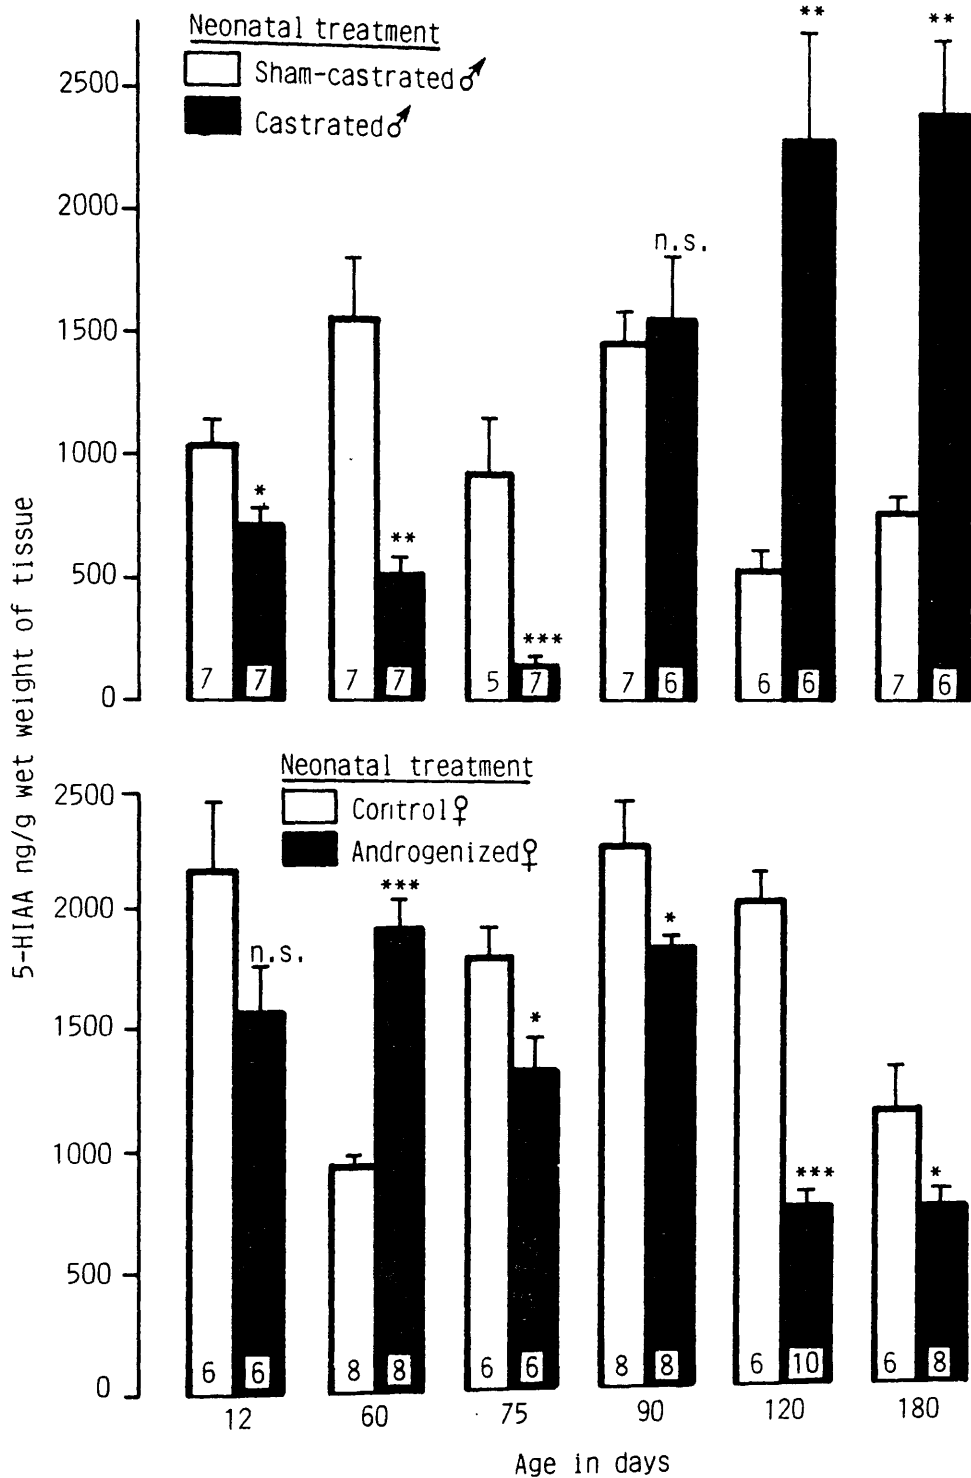 Neonatal treatment
Sham-castrated♂
Castrated♂
5-HIAA ng/g wet weight of tissue
2500
2000
1500
1000
500
0
**
**
n.s.
*
**
***
7 7 7 7 5 7 7 6 6 6 7 6
Neonatal treatment
Control♀
Androgenized♀
2500
2000
1500
1000
500
0
***
n.s.
*
*
***
*
6 6 8 8 6 6 8 8 6 10 6 8
12 60 75 90 120 180
Age in days